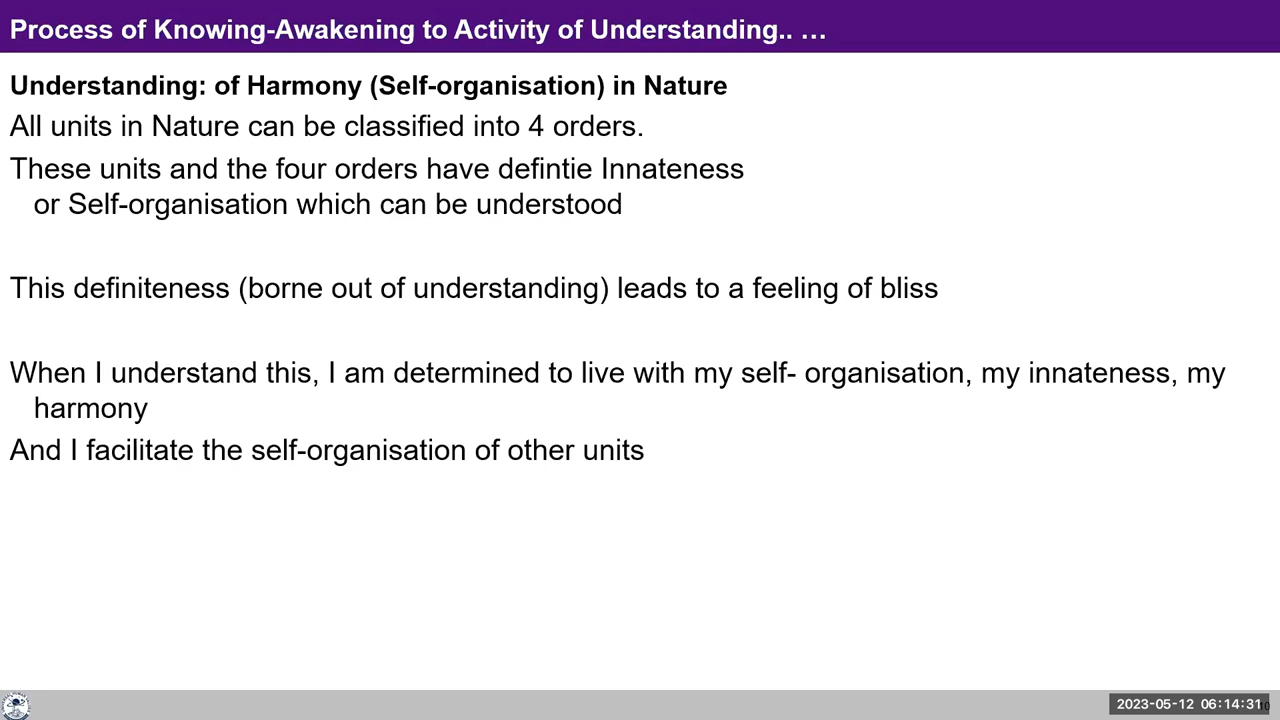 Process of Knowing-Awakening to Activity of Understanding.. …
Understanding: of Harmony (Self-organisation) in Nature
All units in Nature can be classified into 4 orders.
These units and the four orders have defintie Innateness
or Self-organisation which can be understood
This definiteness (borne out of understanding) leads to a feeling of bliss
When I understand this, I am determined to live with my self- organisation, my innateness, my
harmony
And I facilitate the self-organisation of other units
2023-05-12 06:14:31